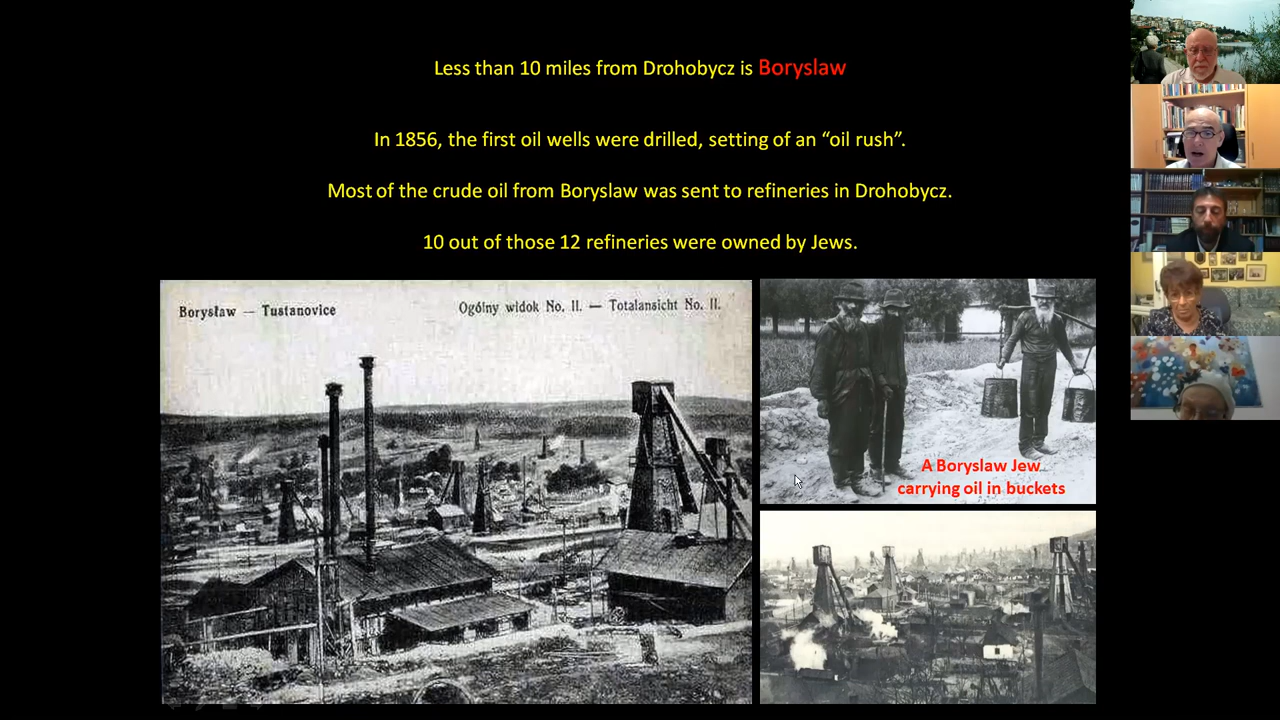 Less than 10 miles from Drohobycz is Boryslaw
In 1856, the first oil wells were drilled, setting of an “oil rush”.
Most of the crude oil from Boryslaw was sent to refineries in Drohobycz.
10 out of those 12 refineries were owned by Jews.
Borysław — Tustanovice
Ogólny widok No. II. — Totalansicht No. II.
A Boryslaw Jew
carrying oil in buckets